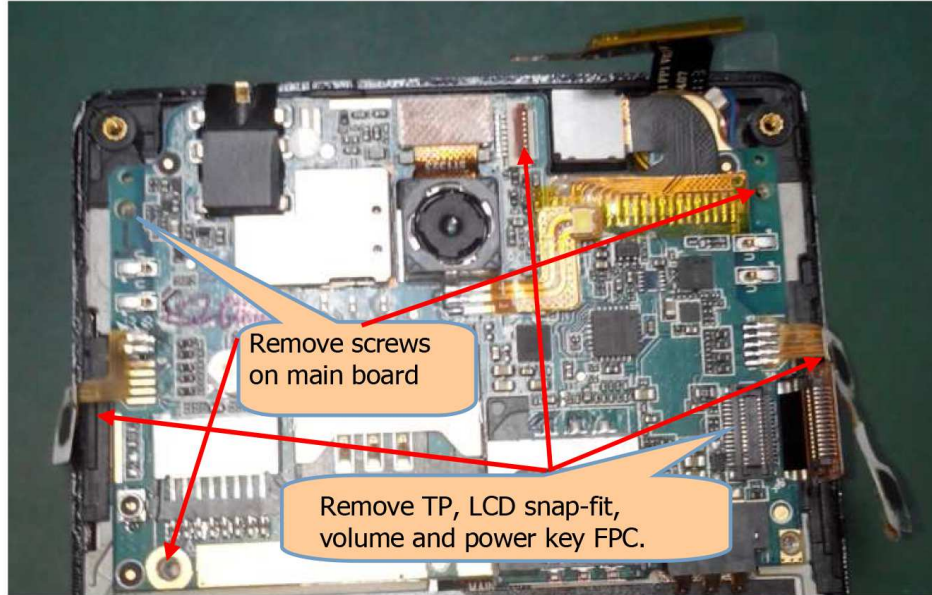 Remove screws
on main board
Remove TP, LCD snap-fit,
volume and power key FPC.